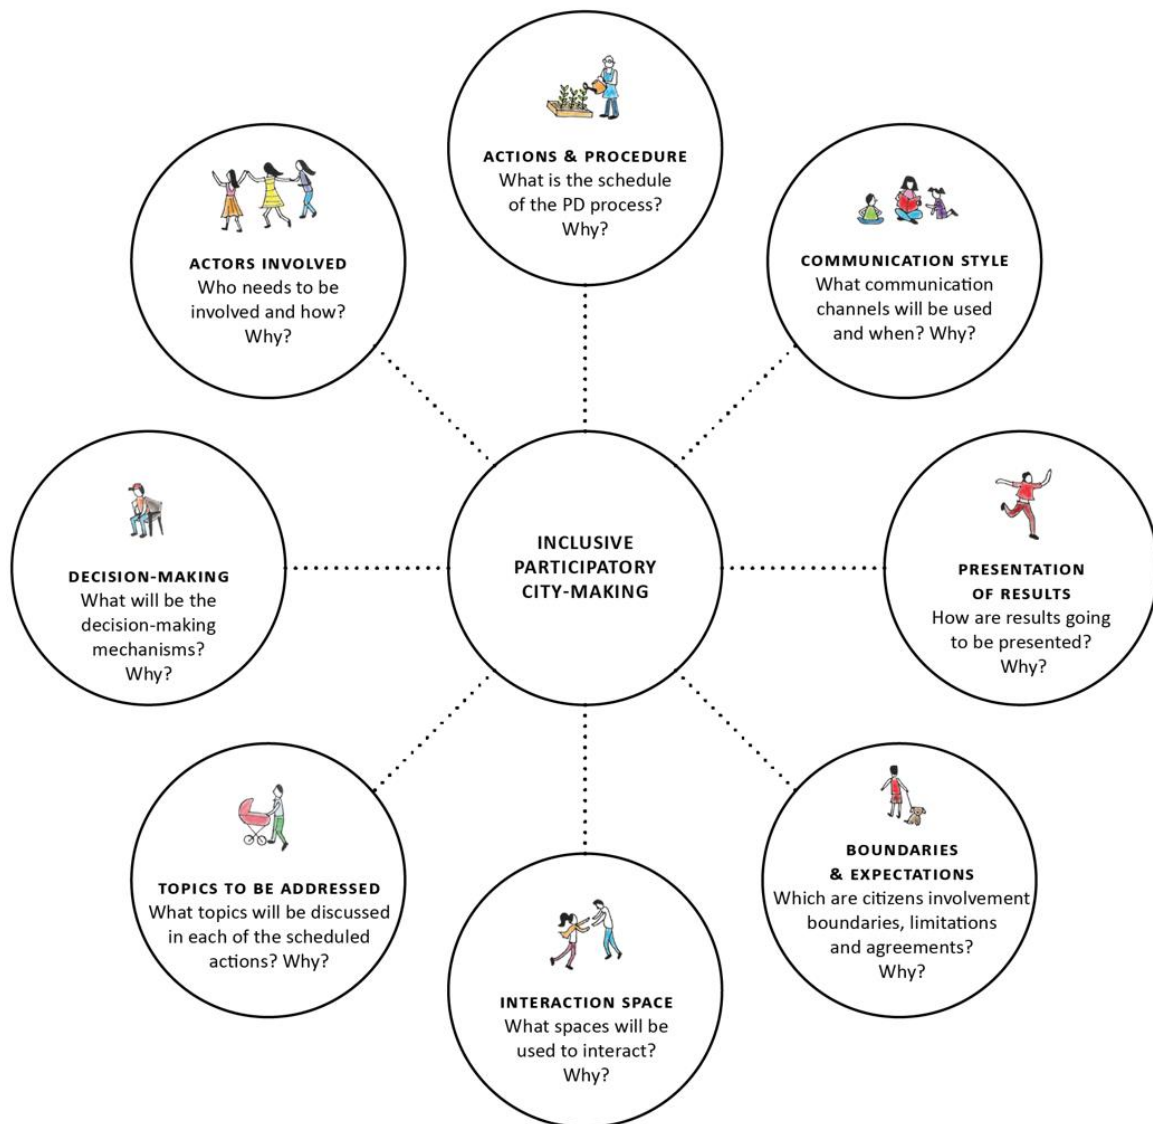 ACTIONS & PROCEDURE
What is the schedule
of the PD process?
Why?
COMMUNICATION STYLE
What communication
channels will be used
and when? Why?
PRESENTATION
OF RESULTS
How are results going
to be presented?
Why?
BOUNDARIES
& EXPECTATIONS
Which are citizens involvement
boundaries, limitations
and agreements?
Why?
INTERACTION SPACE
What spaces will be
used to interact?
Why?
TOPICS TO BE ADDRESSED
What topics will be discussed
in each of the scheduled
actions? Why?
DECISION-MAKING
What will be the
decision-making
mechanisms?
Why?
ACTORS INVOLVED
Who needs to be
involved and how?
Why?
INCLUSIVE
PARTICIPATORY
CITY-MAKING